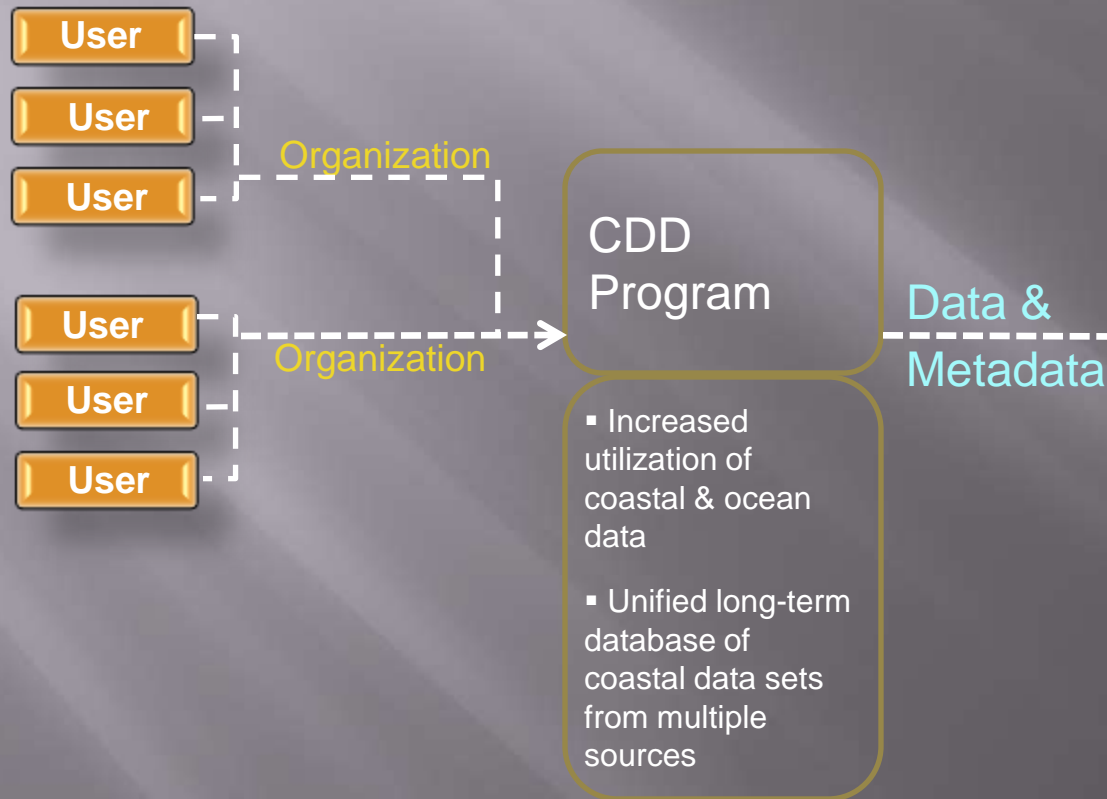 User
User
User
Organization
User
User
User
Organization
CDD
Program
Data &
Metadata
▪ Increased
utilization of
coastal & ocean
data
▪ Unified long-term
database of
coastal data sets
from multiple
sources